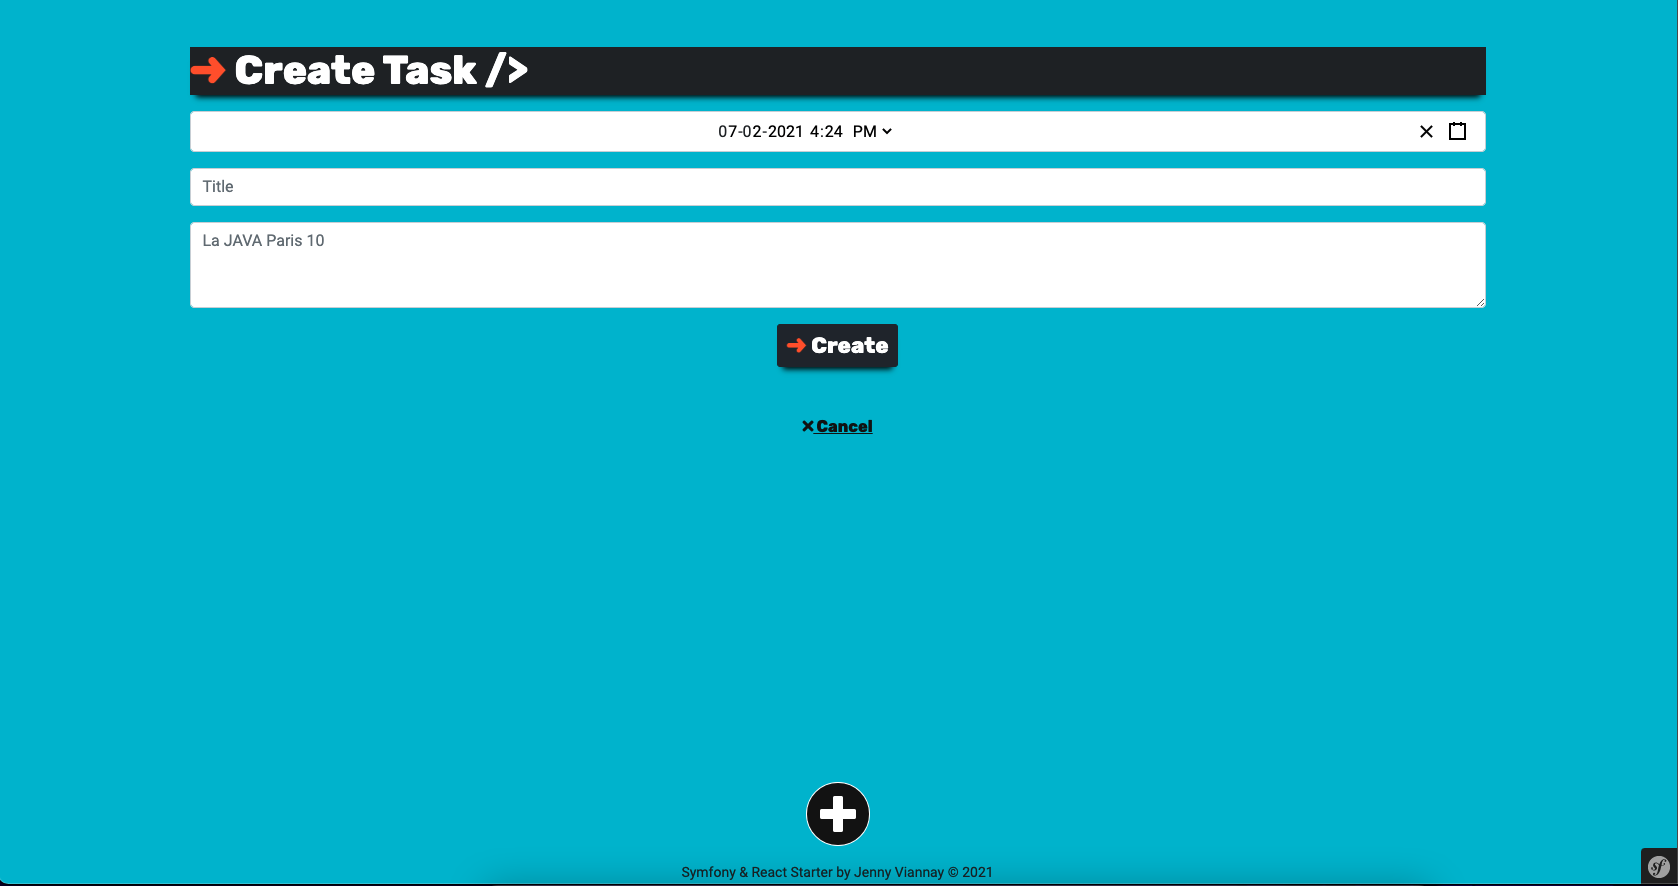 ➜ Create Task />
07-02-2021 4:24 PM
Title
La JAVA Paris 10
➜ Create
✕ Cancel
Symfony & React Starter by Jenny Viannay © 2021
sf